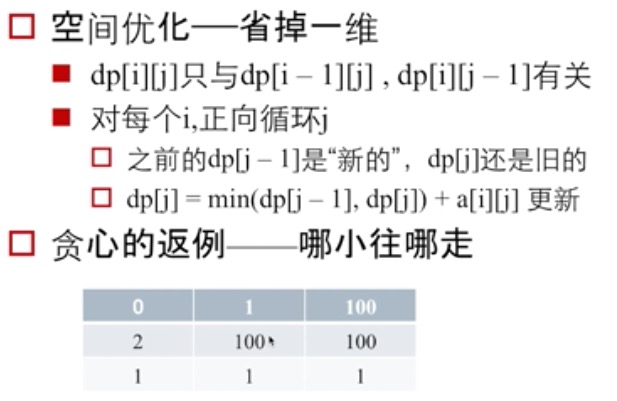 空间优化——省掉一维
dp[i][j]只与dp[i – 1][j] , dp[i][j – 1]有关
对每个i,正向循环j
之前的dp[j – 1]是“新的”，dp[j]还是旧的
dp[j] = min(dp[j – 1], dp[j]) + a[i][j] 更新
贪心的返例——哪小往哪走
0 1 100
2 100 100
1 1 1